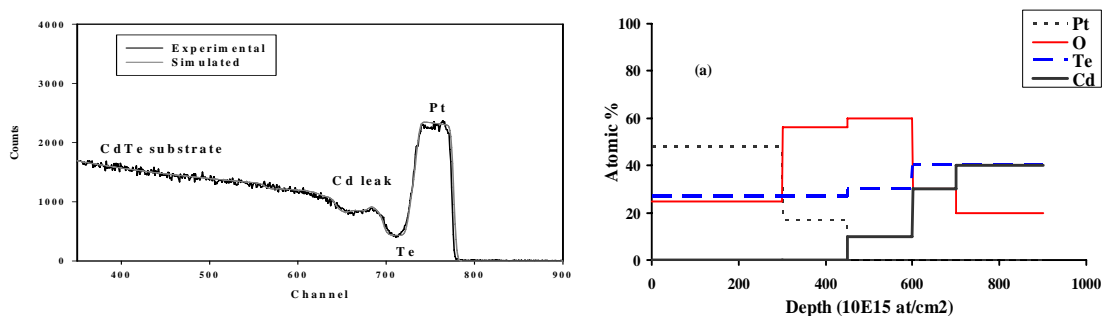 4000
3000
2000
1000
0
Counts
Experimental
Simulated
Pt
CdTe substrate
Cd leak
Te
400 500 600 700 800 900
Channel
100
80
60
40
20
0
Atomic %
(a)
Pt
O
Te
Cd
0 200 400 600 800 1000
Depth (10E15 at/cm2)